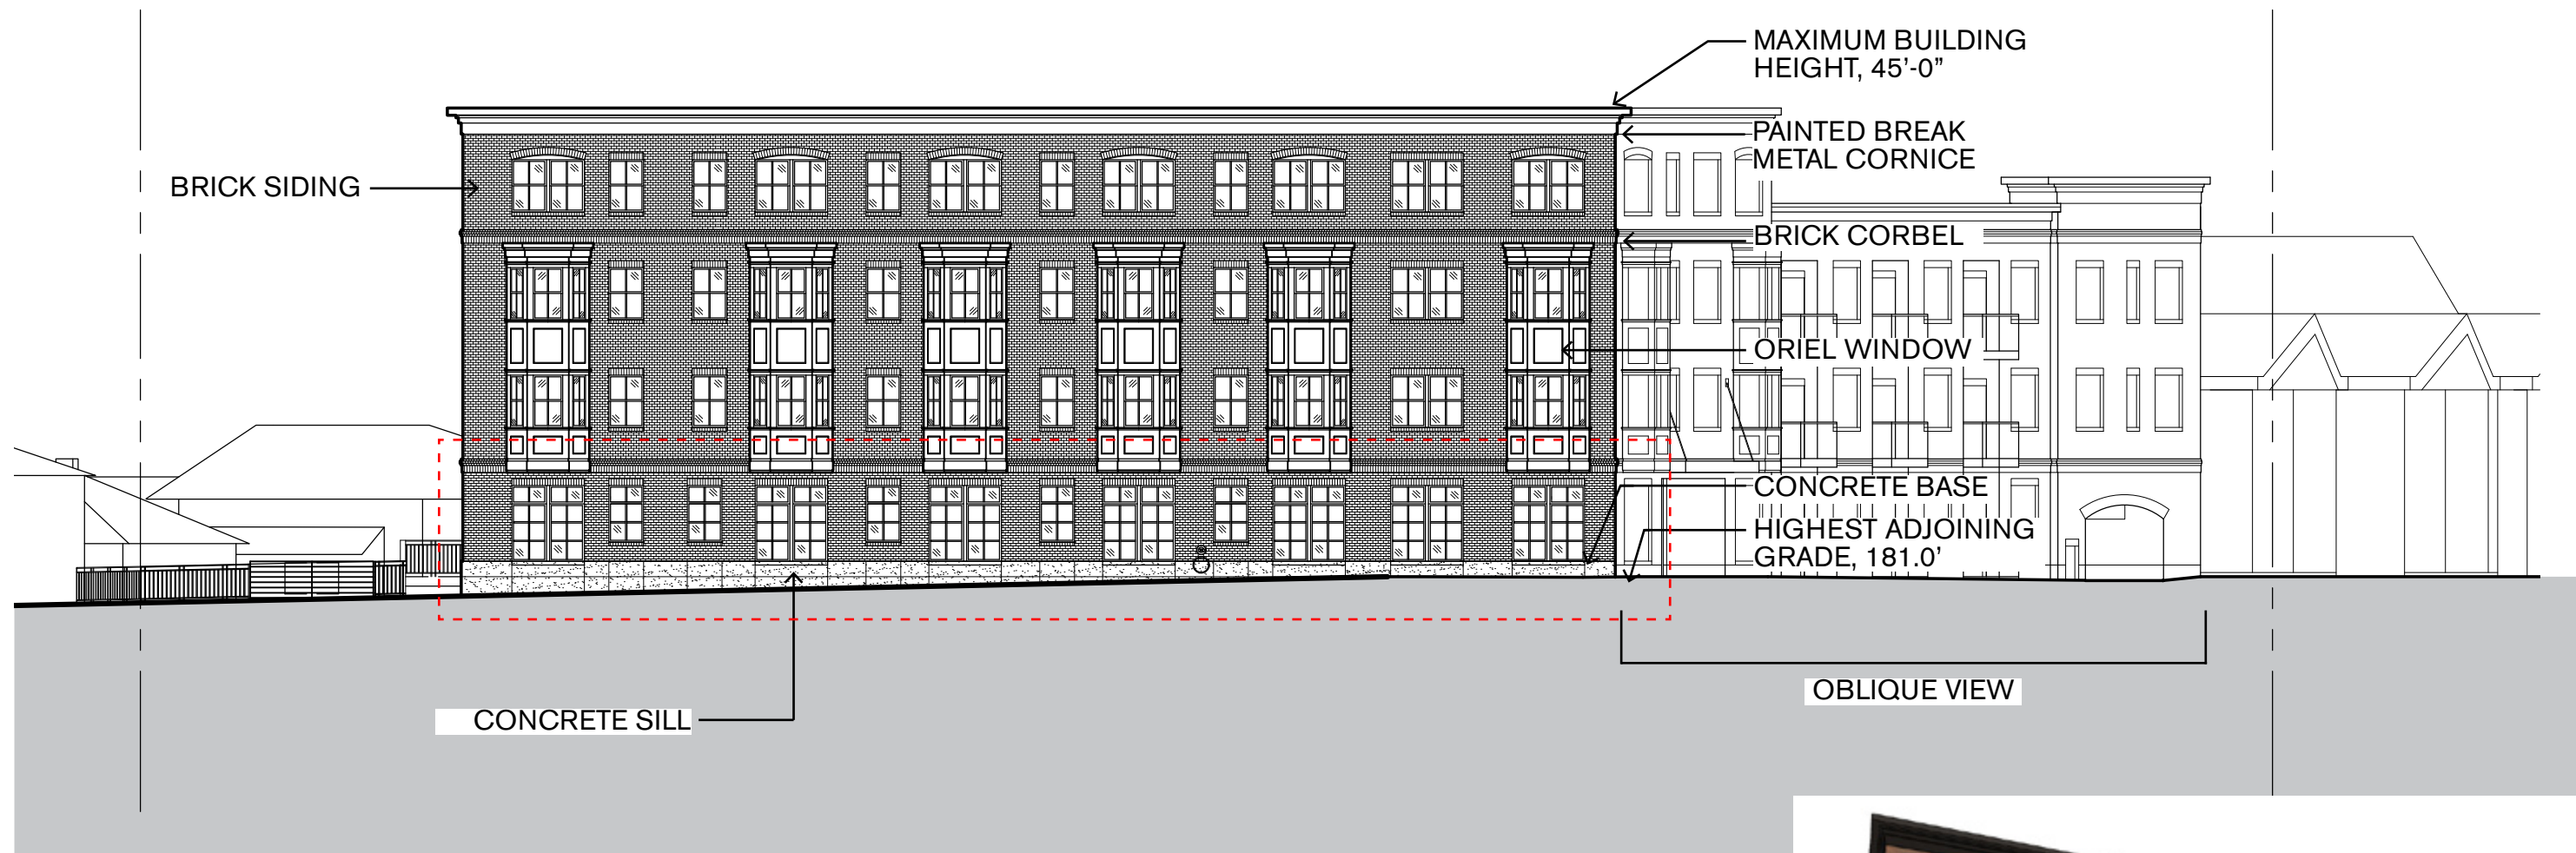 MAXIMUM BUILDING
HEIGHT, 45’-0”
PAINTED BREAK
METAL CORNICE
BRICK SIDING
BRICK CORBEL
ORIEL WINDOW
CONCRETE BASE
HIGHEST ADJOINING
GRADE, 181.0’
OBLIQUE VIEW
CONCRETE SILL